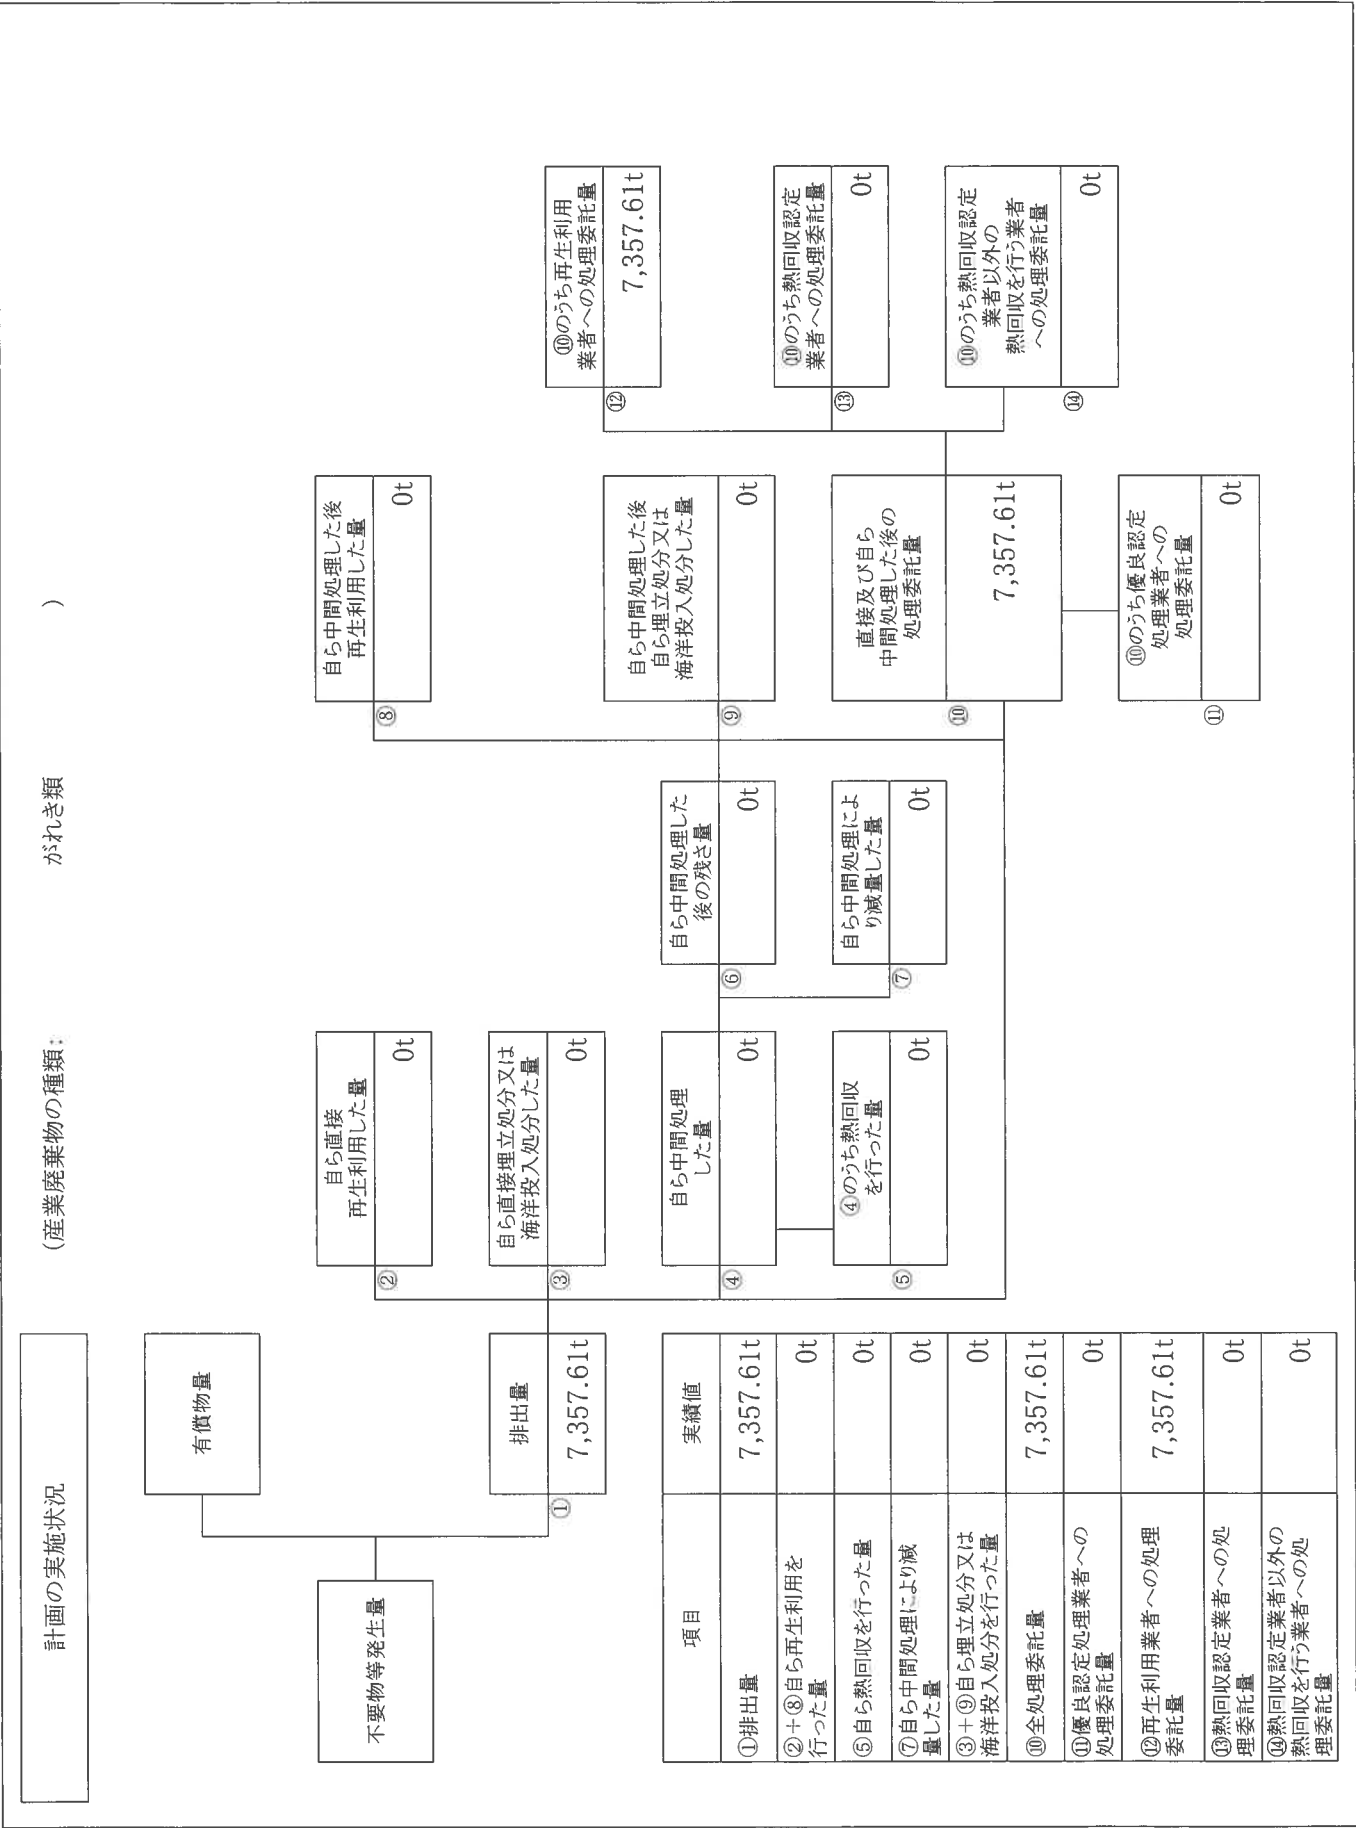 計画の実施状況
(産業廃棄物の種類: がれき類 )
不要物等発生量
有償物量
①
排出量
7,357.61t
②
自ら直接
再生利用した量
0t
③
自ら直接埋立処分又は
海洋投入処分した量
0t
④
自ら中間処理
した量
0t
⑤
④のうち熱回収
を行った量
0t
⑥
自ら中間処理した
後の残さ量
0t
⑦
自ら中間処理によ
り減量した量
0t
⑧
自ら中間処理した後
再生利用した量
0t
⑨
自ら中間処理した後
自ら埋立処分又は
海洋投入処分した量
0t
⑩
直接及び自ら
中間処理した後の
処理委託量
7,357.61t
⑪
⑩のうち優良認定
処理業者への
処理委託量
0t
⑫
⑩のうち再生利用
業者への処理委託量
7,357.61t
⑬
⑩のうち熱回収認定
業者への処理委託量
0t
⑭
⑩のうち熱回収認定
業者以外の
熱回収を行う業者
への処理委託量
0t
項目 実績値
①排出量 7,357.61t
②+⑧自ら再生利用を
行った量 0t
⑤自ら熱回収を行った量 0t
⑦自ら中間処理により減
量した量 0t
③+⑨自ら埋立処分又は
海洋投入処分を行った量 0t
⑩全処理委託量 7,357.61t
⑪優良認定処理業者への
処理委託量 0t
⑫再生利用業者への処理
委託量 7,357.61t
⑬熱回収認定業者への処
理委託量 0t
⑭熱回収認定業者以外の
熱回収を行う業者への処
理委託量 0t